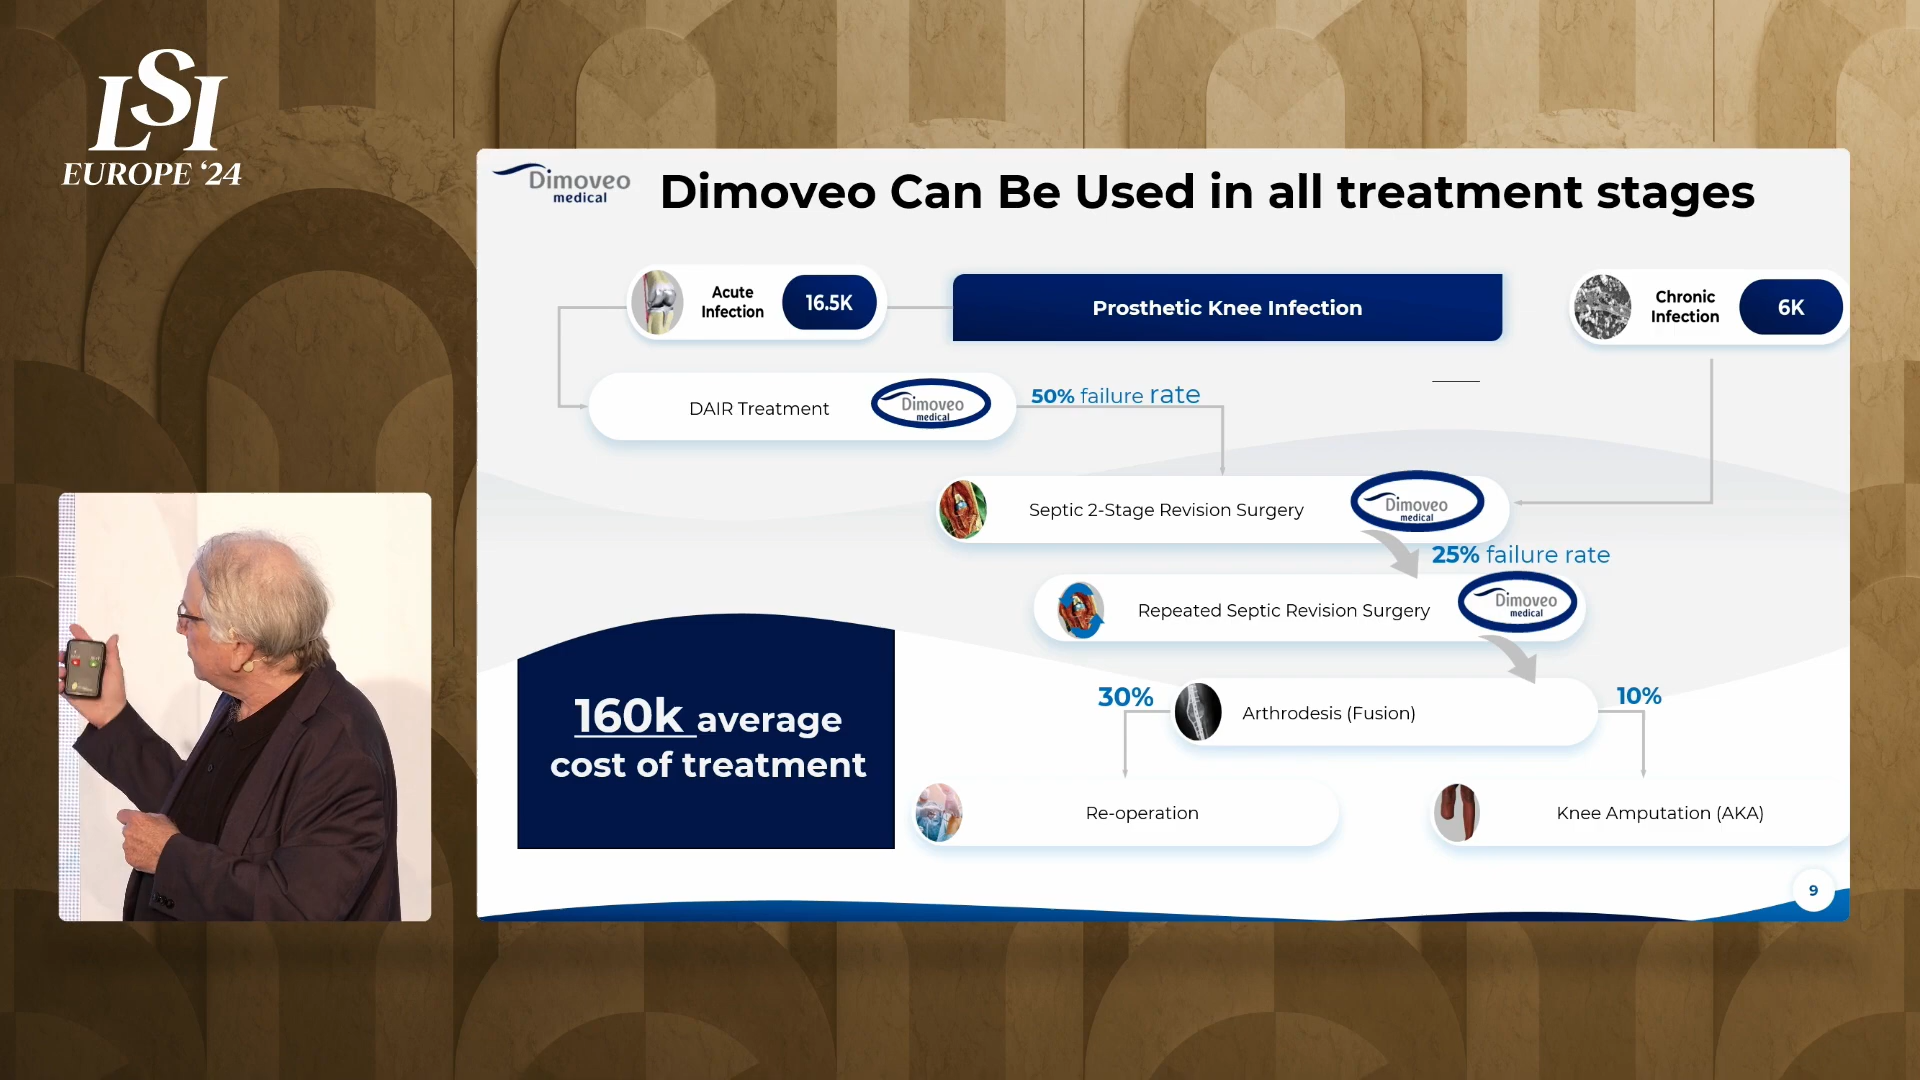 LSI
EUROPE '24
Dimoveo
medical
Dimoveo Can Be Used in all treatment stages
Acute
Infection
16.5K
Prosthetic Knee Infection
Chronic
Infection
6K
DAIR Treatment
Dimoveo
medical
50% failure rate
Septic 2-Stage Revision Surgery
Dimoveo
medical
25% failure rate
Repeated Septic Revision Surgery
Dimoveo
medical
30%
Arthrodesis (Fusion)
10%
160k average
cost of treatment
Re-operation
Knee Amputation (AKA)
9